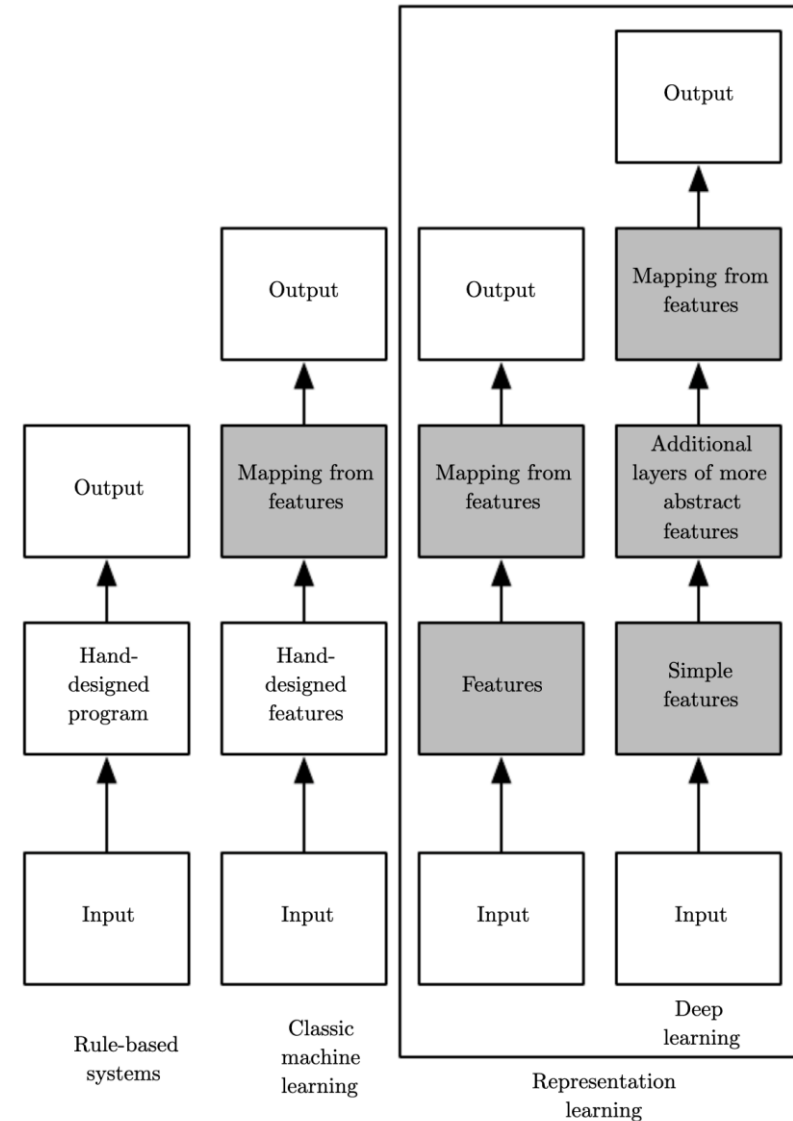 Output
Output
Output
Mapping from
features
Output
Mapping from
features
Mapping from
features
Additional
layers of more
abstract
features
Hand-
designed
program
Hand-
designed
features
Features
Simple
features
Input
Input
Input
Input
Rule-based
systems
Classic
machine
learning
Representation
learning
Deep
learning